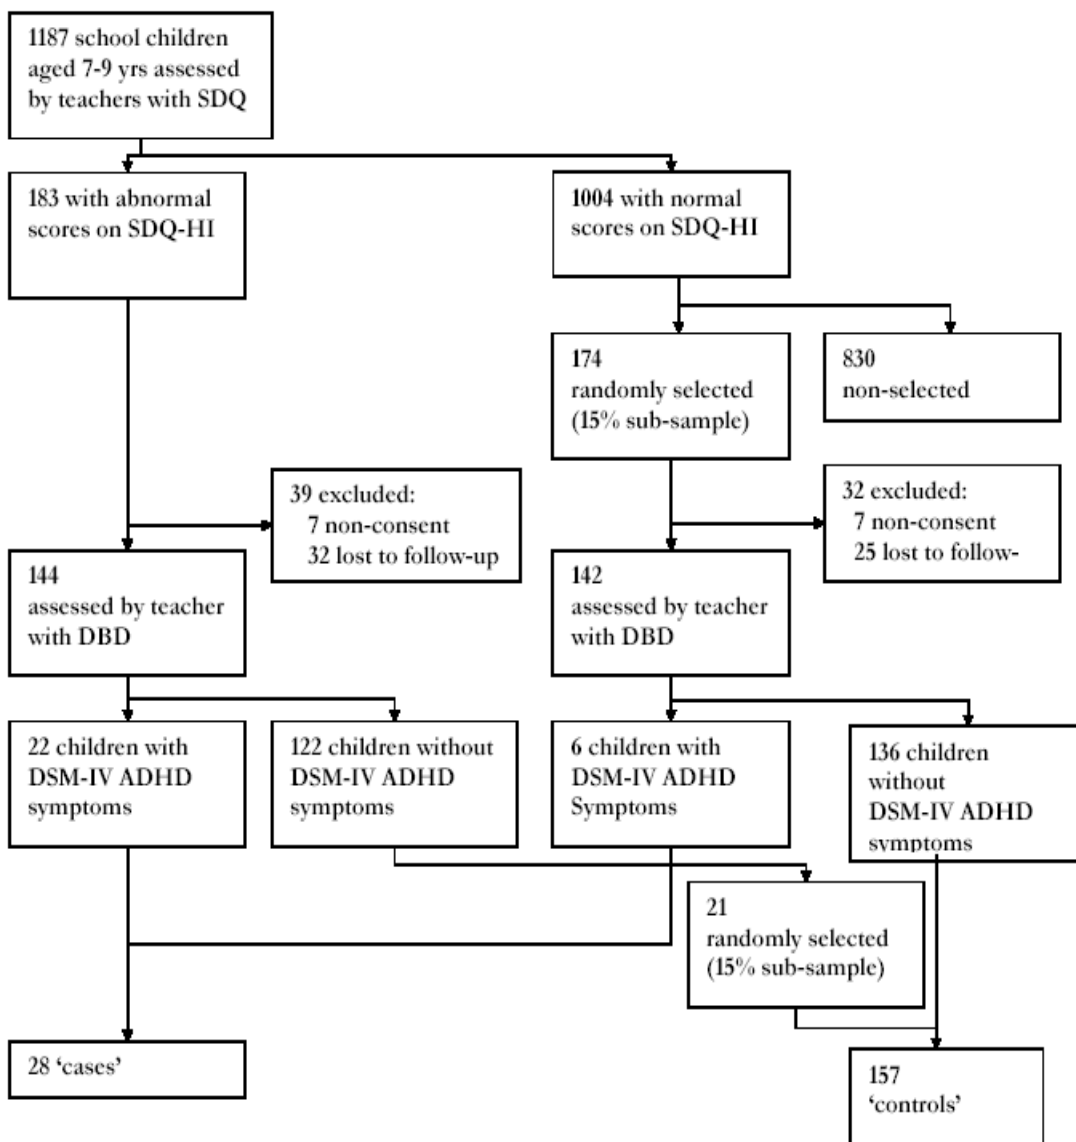 1187 school children
aged 7-9 yrs assessed
by teachers with SDQ
183 with abnormal
scores on SDQ-HI
1004 with normal
scores on SDQ-HI
174
randomly selected
(15% sub-sample)
830
non-selected
39 excluded:
7 non-consent
32 lost to follow-up
32 excluded:
7 non-consent
25 lost to follow-
144
assessed by teacher
with DBD
142
assessed by teacher
with DBD
22 children with
DSM-IV ADHD
symptoms
122 children without
DSM-IV ADHD
symptoms
6 children with
DSM-IV ADHD
Symptoms
136 children
without
DSM-IV ADHD
symptoms
21
randomly selected
(15% sub-sample)
28 ‘cases’
157
‘controls’